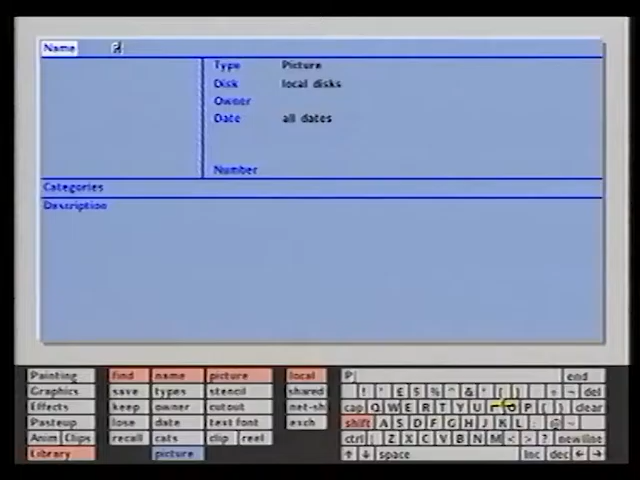 Name P
Type Picture
Disk local disks
Owner
Date all dates
Number
Categories
Description
Painting find name picture local P end
Graphics save types stencil shared ! ' £ $ % ^ & ' ( ) ÷ ¬ del
Effects keep owner cutout net-sh cap Q W E R T Y U P [ ] clear
Pasteup lose date text font exch shift A S D F G H J K L : @ ~
Anim Clips recall cats clip reel ctrl | Z X C V B N M < > ? newline
Library picture ↑ ↓ space inc dec ← →